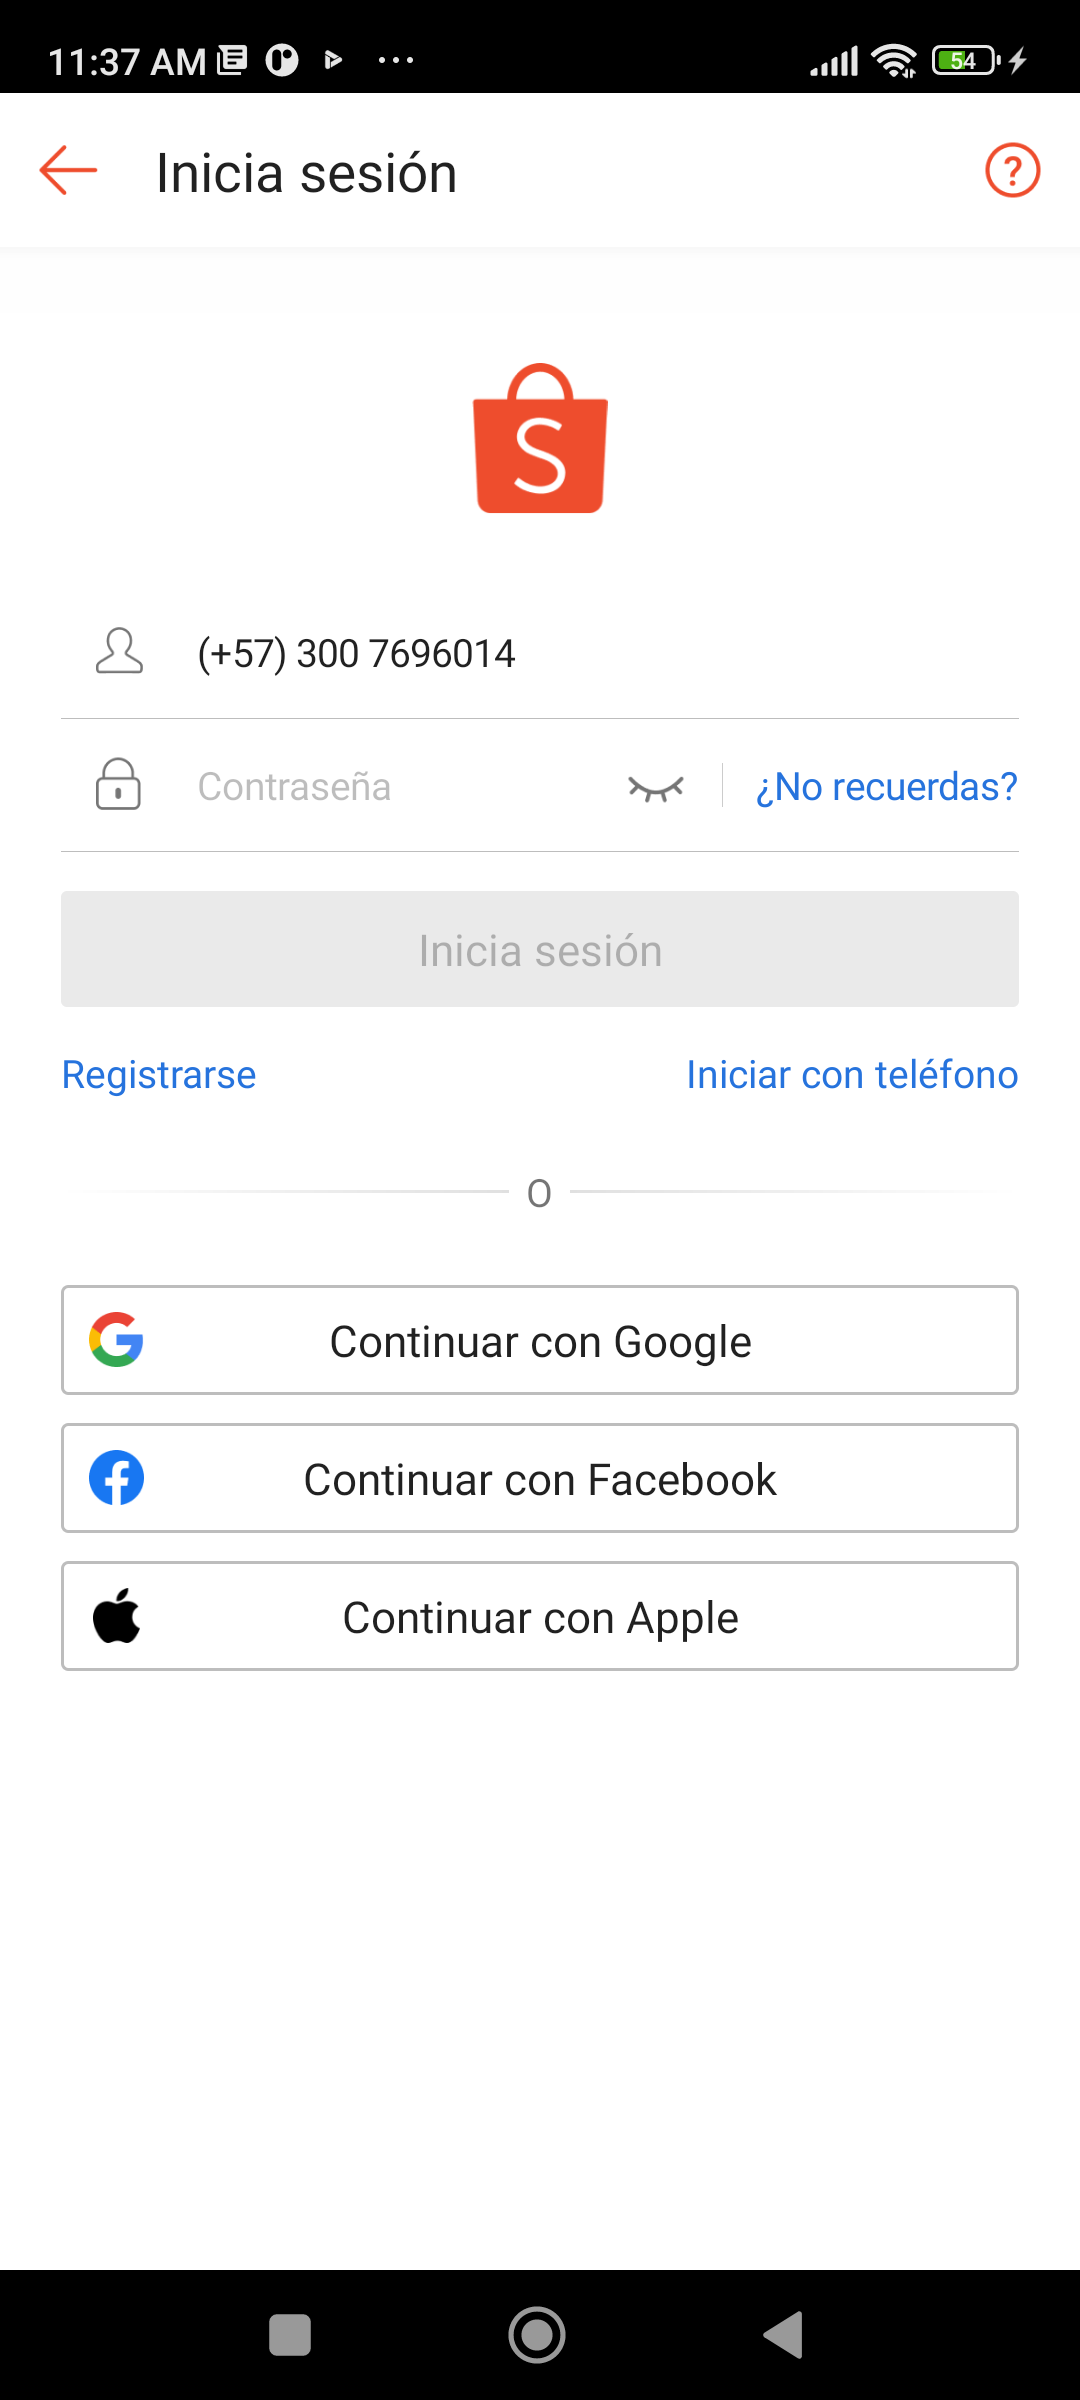 11:37 AM
54
Inicia sesión
?
S
(+57) 300 7696014
Contraseña
¿No recuerdas?
Inicia sesión
Registrarse
Iniciar con teléfono
O
Continuar con Google
Continuar con Facebook
Continuar con Apple